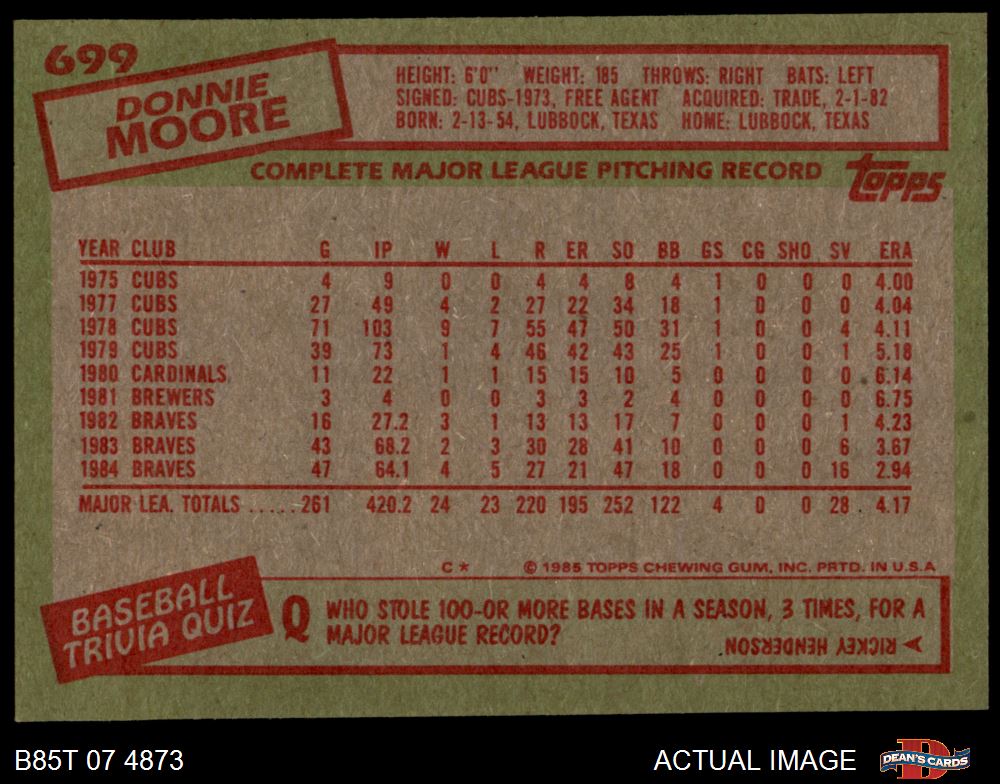 699
DONNIE
MOORE
HEIGHT: 6'0" WEIGHT: 185 THROWS: RIGHT BATS: LEFT
SIGNED: CUBS-1973, FREE AGENT ACQUIRED: TRADE, 2-1-82
BORN: 2-13-54, LUBBOCK, TEXAS HOME: LUBBOCK, TEXAS
COMPLETE MAJOR LEAGUE PITCHING RECORD
topps
YEAR CLUB G IP W L R ER SO BB GS CG SHO SV ERA
1975 CUBS 4 9 0 0 4 4 8 4 1 0 0 0 4.00
1977 CUBS 27 49 4 2 27 22 34 18 1 0 0 0 4.04
1978 CUBS 71 103 9 7 55 47 50 31 1 0 0 4 4.11
1979 CUBS 39 73 1 4 46 42 43 25 1 0 0 1 5.18
1980 CARDINALS 11 22 1 1 15 15 10 5 0 0 0 0 6.14
1981 BREWERS 3 4 0 0 3 3 2 4 0 0 0 0 6.75
1982 BRAVES 16 27.2 3 1 13 13 17 7 0 0 0 1 4.23
1983 BRAVES 43 68.2 2 3 30 28 41 10 0 0 0 6 3.67
1984 BRAVES 47 64.1 4 5 27 21 47 18 0 0 0 16 2.94
MAJOR LEA. TOTALS .....261 420.2 24 23 220 195 252 122 4 0 0 28 4.17
C* © 1985 TOPPS CHEWING GUM, INC. PRTD. IN U.S.A
BASEBALL
TRIVIA QUIZ
Q WHO STOLE 100-OR MORE BASES IN A SEASON, 3 TIMES, FOR A
MAJOR LEAGUE RECORD?
RICKEY HENDERSON
B85T 07 4873
ACTUAL IMAGE
DEAN'S CARDS